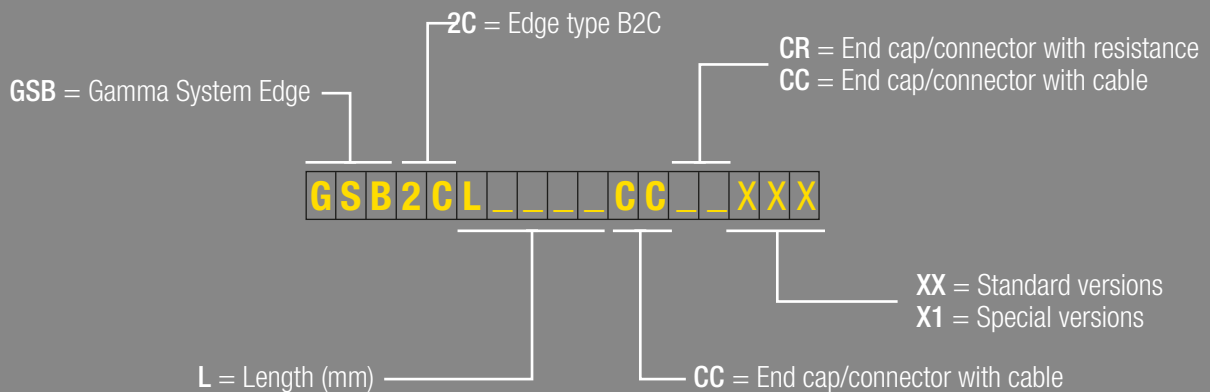 2C = Edge type B2C
CR = End cap/connector with resistance
CC = End cap/connector with cable
GSB = Gamma System Edge
GSB2CL____CC__XXX
XX = Standard versions
X1 = Special versions
L = Length (mm)
CC = End cap/connector with cable